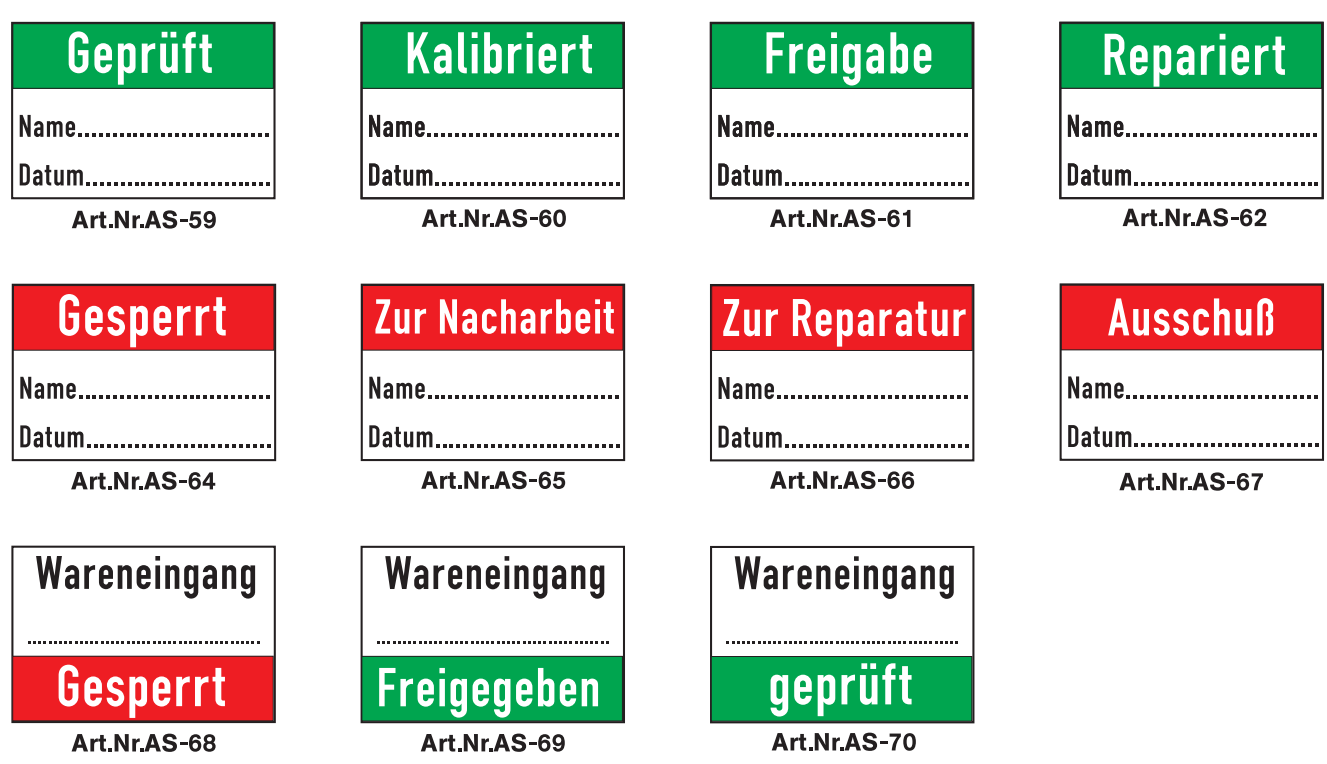 Geprüft
Name
Datum
Art.Nr.AS-59
Kalibriert
Name
Datum
Art.Nr.AS-60
Freigabe
Name
Datum
Art.Nr.AS-61
Repariert
Name
Datum
Art.Nr.AS-62
Gesperrt
Name
Datum
Art.Nr.AS-64
Zur Nacharbeit
Name
Datum
Art.Nr.AS-65
Zur Reparatur
Name
Datum
Art.Nr.AS-66
Ausschuß
Name
Datum
Art.Nr.AS-67
Wareneingang
Gesperrt
Art.Nr.AS-68
Wareneingang
Freigegeben
Art.Nr.AS-69
Wareneingang
geprüft
Art.Nr.AS-70